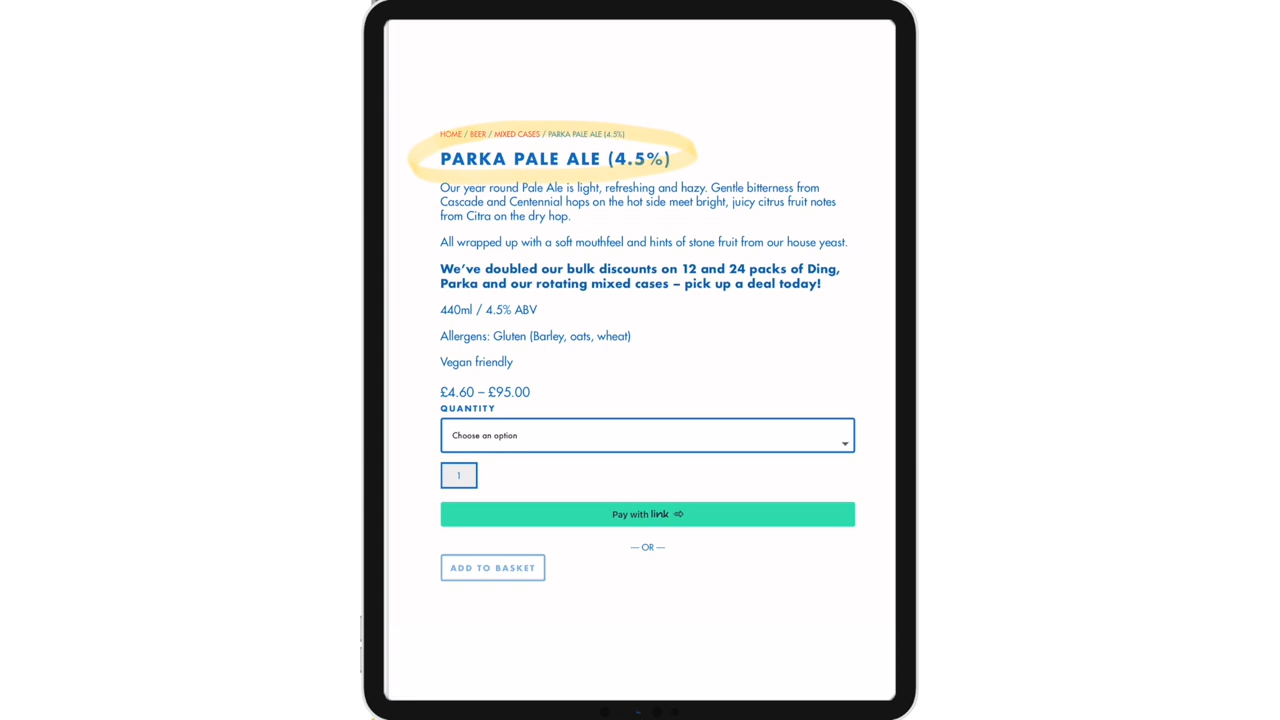 HOME / BEER / MIXED CASES / PARKA PALE ALE (4.5%)
PARKA PALE ALE (4.5%)
Our year round Pale Ale is light, refreshing and hazy. Gentle bitterness from
Cascade and Centennial hops on the hot side meet bright, juicy citrus fruit notes
from Citra on the dry hop.
All wrapped up with a soft mouthfeel and hints of stone fruit from our house yeast.
We’ve doubled our bulk discounts on 12 and 24 packs of Ding,
Parka and our rotating mixed cases – pick up a deal today!
440ml / 4.5% ABV
Allergens: Gluten (Barley, oats, wheat)
Vegan friendly
£4.60 – £95.00
QUANTITY
Choose an option
1
Pay with link
— OR —
ADD TO BASKET